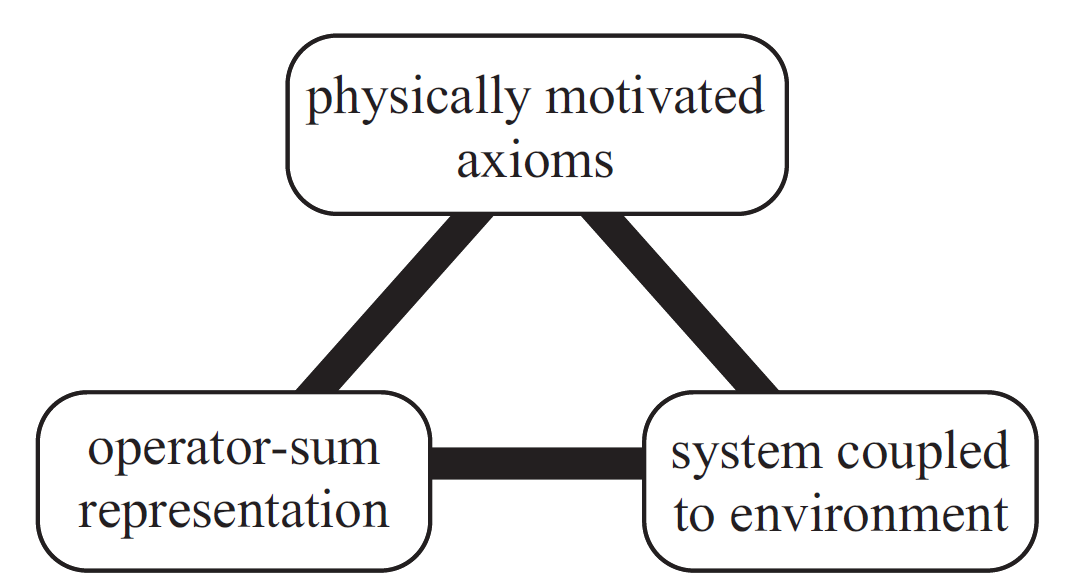 physically motivated
axioms
operator-sum
representation
system coupled
to environment